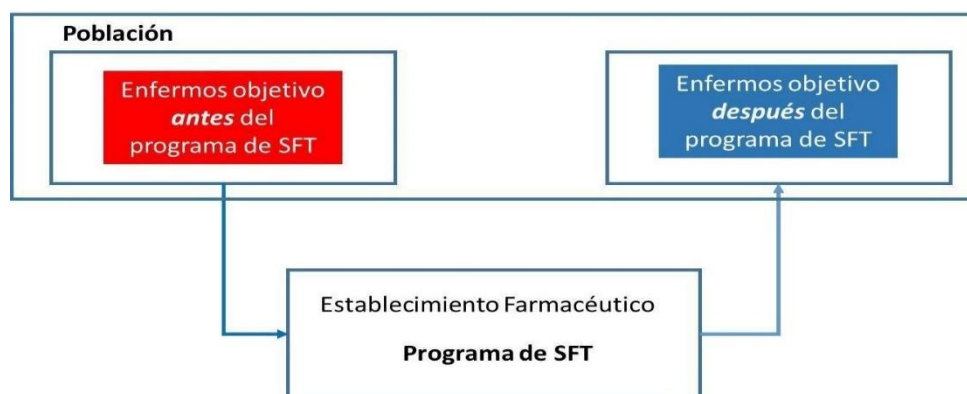 Población
Enfermos objetivo
antes del
programa de SFT
Enfermos objetivo
después del
programa de SFT
Establecimiento Farmacéutico
Programa de SFT